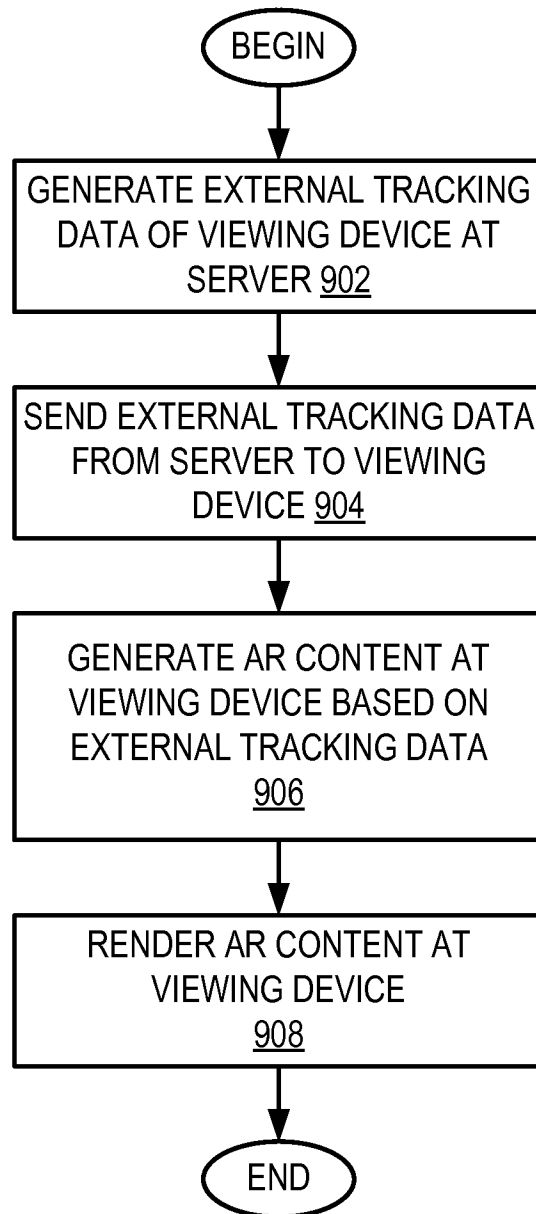 BEGIN
GENERATE EXTERNAL TRACKING
DATA OF VIEWING DEVICE AT
SERVER 902
SEND EXTERNAL TRACKING DATA
FROM SERVER TO VIEWING
DEVICE 904
GENERATE AR CONTENT AT
VIEWING DEVICE BASED ON
EXTERNAL TRACKING DATA
906
RENDER AR CONTENT AT
VIEWING DEVICE
908
END